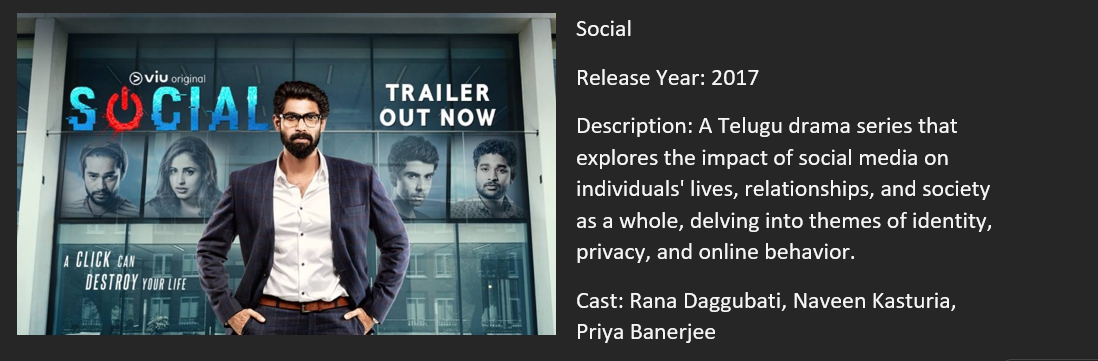 viu original
SOCIAL
TRAILER
OUT NOW
A CLICK CAN
DESTROY YOUR LIFE
Social
Release Year: 2017
Description: A Telugu drama series that
explores the impact of social media on
individuals' lives, relationships, and society
as a whole, delving into themes of identity,
privacy, and online behavior.
Cast: Rana Daggubati, Naveen Kasturia,
Priya Banerjee